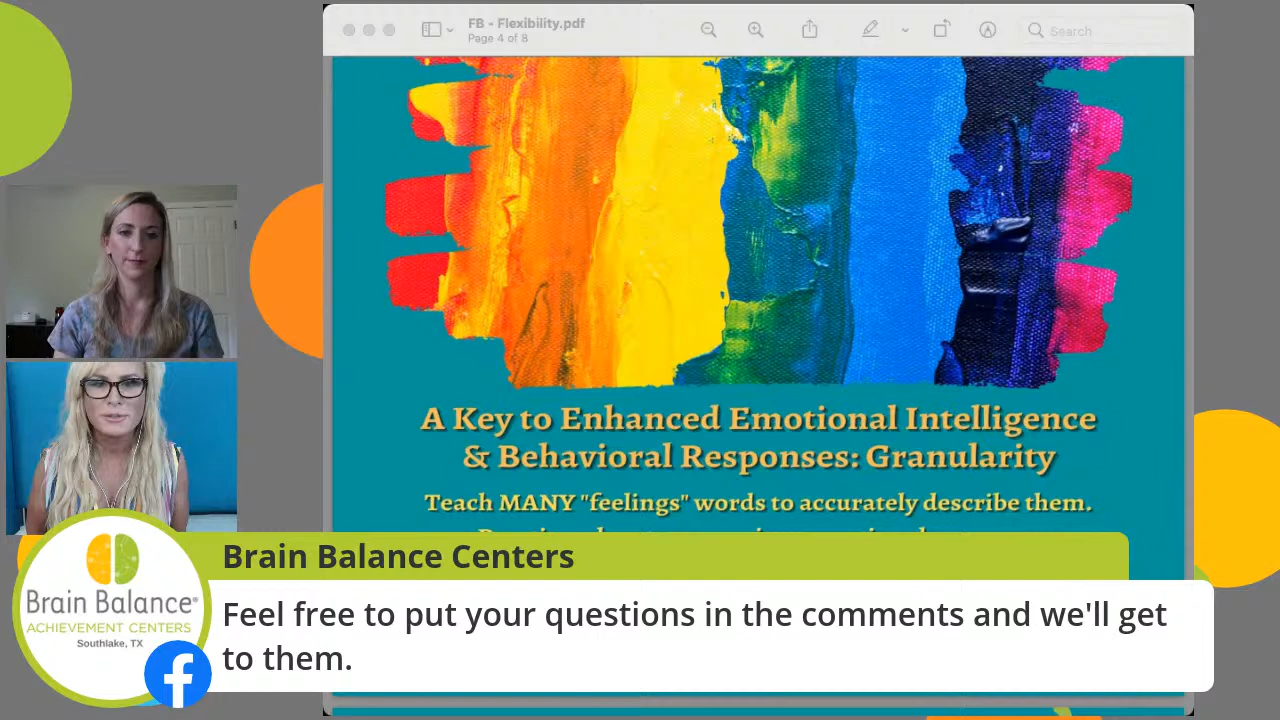 FB - Flexibility.pdf
Page 4 of 8
Search
A Key to Enhanced Emotional Intelligence
& Behavioral Responses: Granularity
Teach MANY "feelings" words to accurately describe them.
Brain Balance Centers
Feel free to put your questions in the comments and we'll get
to them.
Brain Balance®
ACHIEVEMENT CENTERS
Southlake, TX